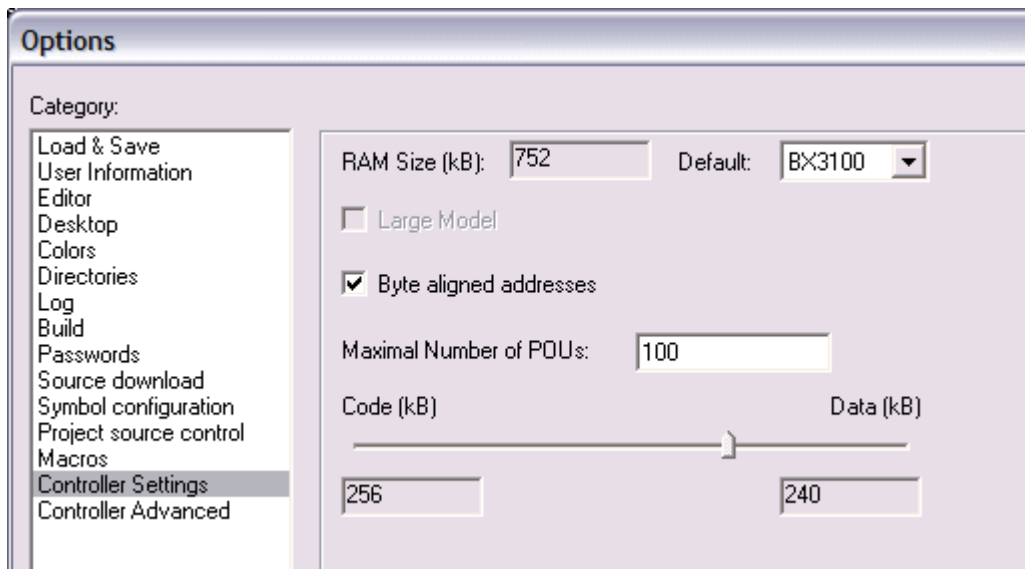 Options
Category:
Load & Save
User Information
Editor
Desktop
Colors
Directories
Log
Build
Passwords
Source download
Symbol configuration
Project source control
Macros
Controller Settings
Controller Advanced
RAM Size (kB): 752 Default: BX3100
Large Model
Byte aligned addresses
Maximal Number of POUs: 100
Code (kB) Data (kB)
256 240